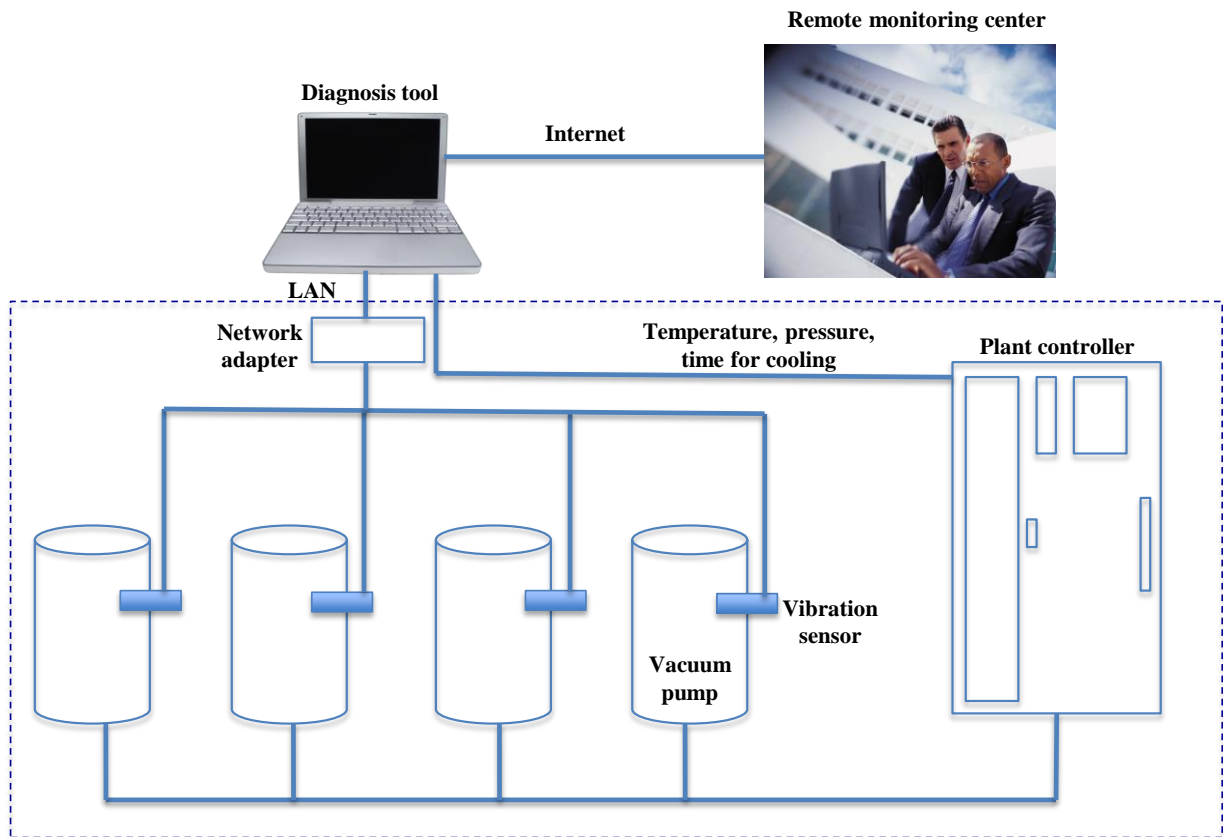 Remote monitoring center
Diagnosis tool
Internet
LAN
Network
adapter
Temperature, pressure,
time for cooling
Plant controller
Vibration
sensor
Vacuum
pump